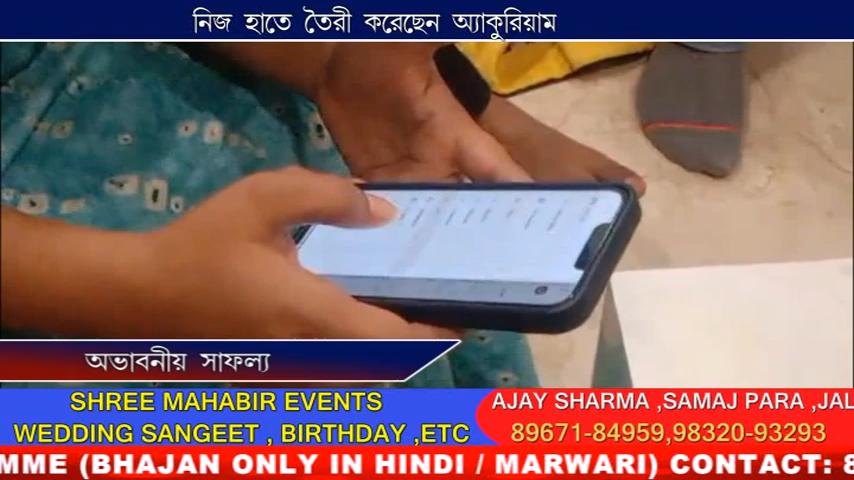 নিজ হাতে তৈরী করেছেন অ্যাকুরিয়াম
অভাবনীয় সাফল্য
SHREE MAHABIR EVENTS
WEDDING SANGEET , BIRTHDAY ,ETC
AJAY SHARMA ,SAMAJ PARA ,JAL
89671-84959,98320-93293
MME (BHAJAN ONLY IN HINDI / MARWARI) CONTACT: 8